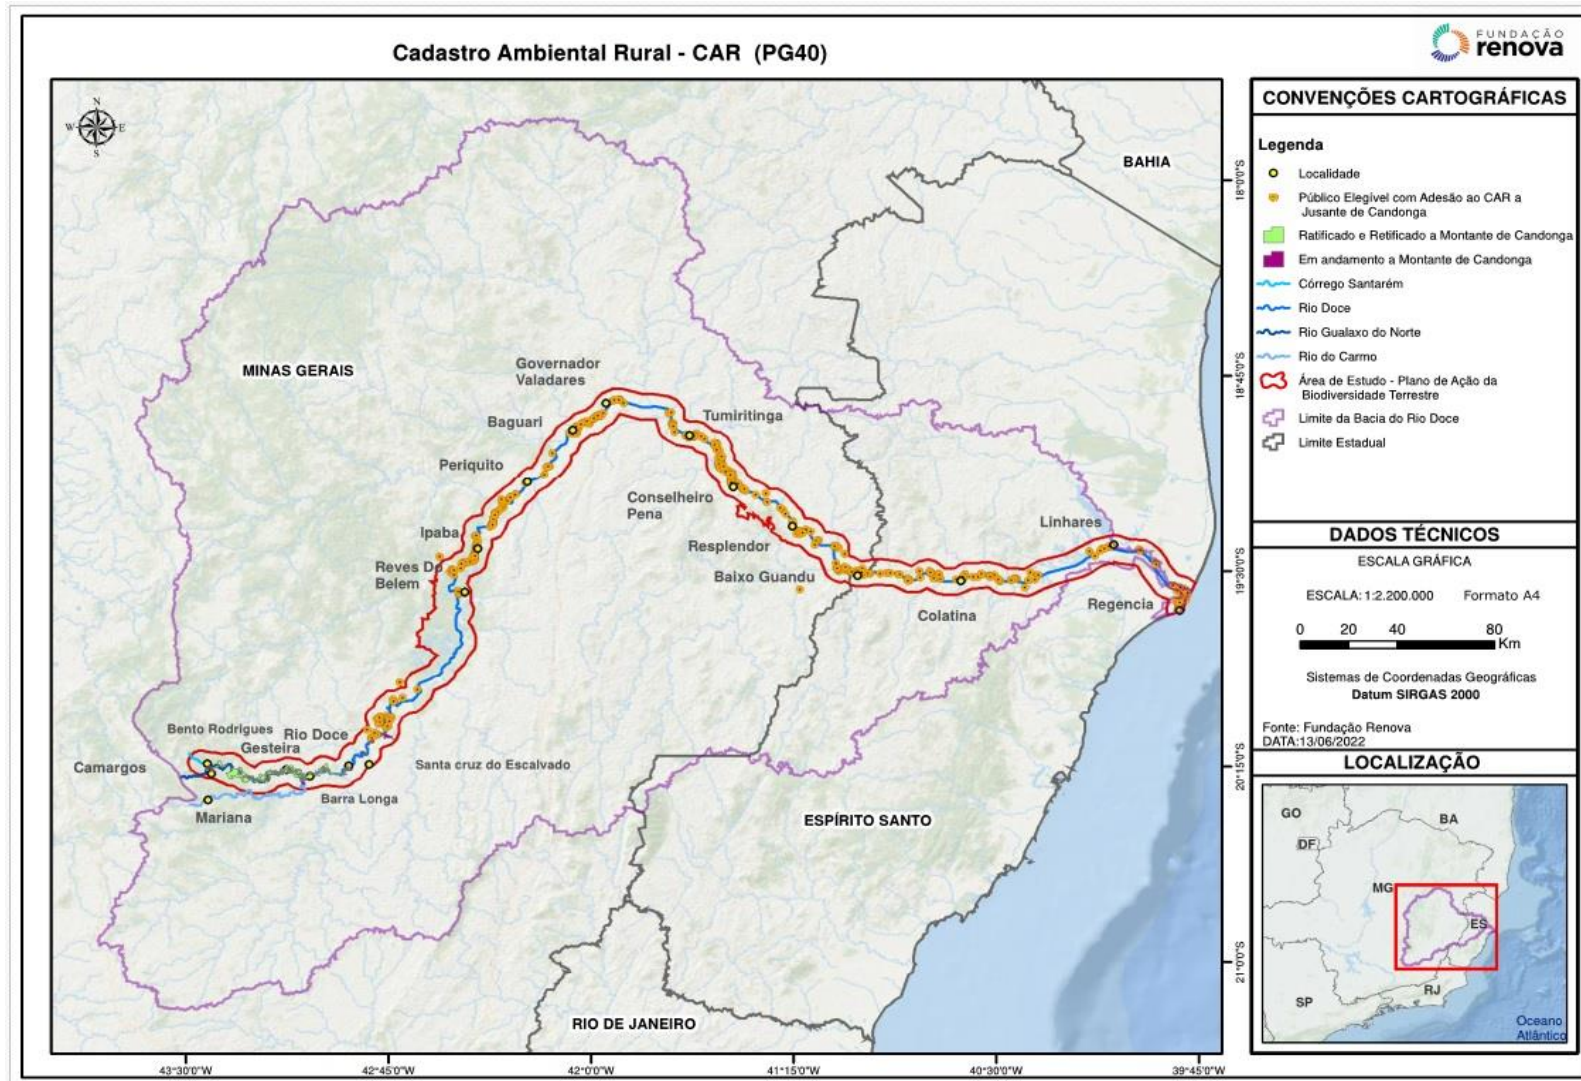 Cadastro Ambiental Rural - CAR (PG40)
FUNDAÇÃO
renova
N
W
E
S
BAHIA
MINAS GERAIS
Governador
Valadares
Baguari
Tumiritinga
Periquito
Conselheiro
Pena
Ipaba
Linhares
Resplendor
Reves Do
Belem
Baixo Guandu
Colatina
Regencia
Bento Rodrigues
Gesteira
Rio Doce
Camargos
Santa cruz do Escalvado
Barra Longa
Mariana
ESPÍRITO SANTO
RIO DE JANEIRO
18°0'0"S
18°45'0"S
19°30'0"S
20°15'0"S
21°0'0"S
43°30'0"W
42°45'0"W
42°0'0"W
41°15'0"W
40°30'0"W
39°45'0"W
CONVENÇÕES CARTOGRÁFICAS
Legenda
Localidade
Público Elegível com Adesão ao CAR a
Jusante de Candonga
Ratificado e Retificado a Montante de Candonga
Em andamento a Montante de Candonga
Córrego Santarém
Rio Doce
Rio Gualaxo do Norte
Rio do Carmo
Área de Estudo - Plano de Ação da
Biodiversidade Terrestre
Limite da Bacia do Rio Doce
Limite Estadual
DADOS TÉCNICOS
ESCALA GRÁFICA
ESCALA: 1:2.200.000 Formato A4
0 20 40 80
Km
Sistemas de Coordenadas Geográficas
Datum SIRGAS 2000
Fonte: Fundação Renova
DATA:13/06/2022
LOCALIZAÇÃO
GO
BA
DF
MG
ES
RJ
SP
Oceano
Atlântico